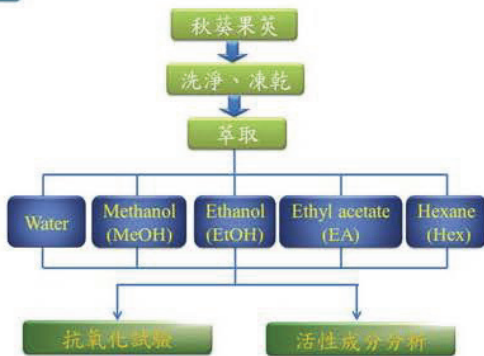 秋葵果莢
洗淨、凍乾
萃取
Water
Methanol
(MeOH)
Ethanol
(EtOH)
Ethyl acetate
(EA)
Hexane
(Hex)
抗氧化試驗
活性成分分析